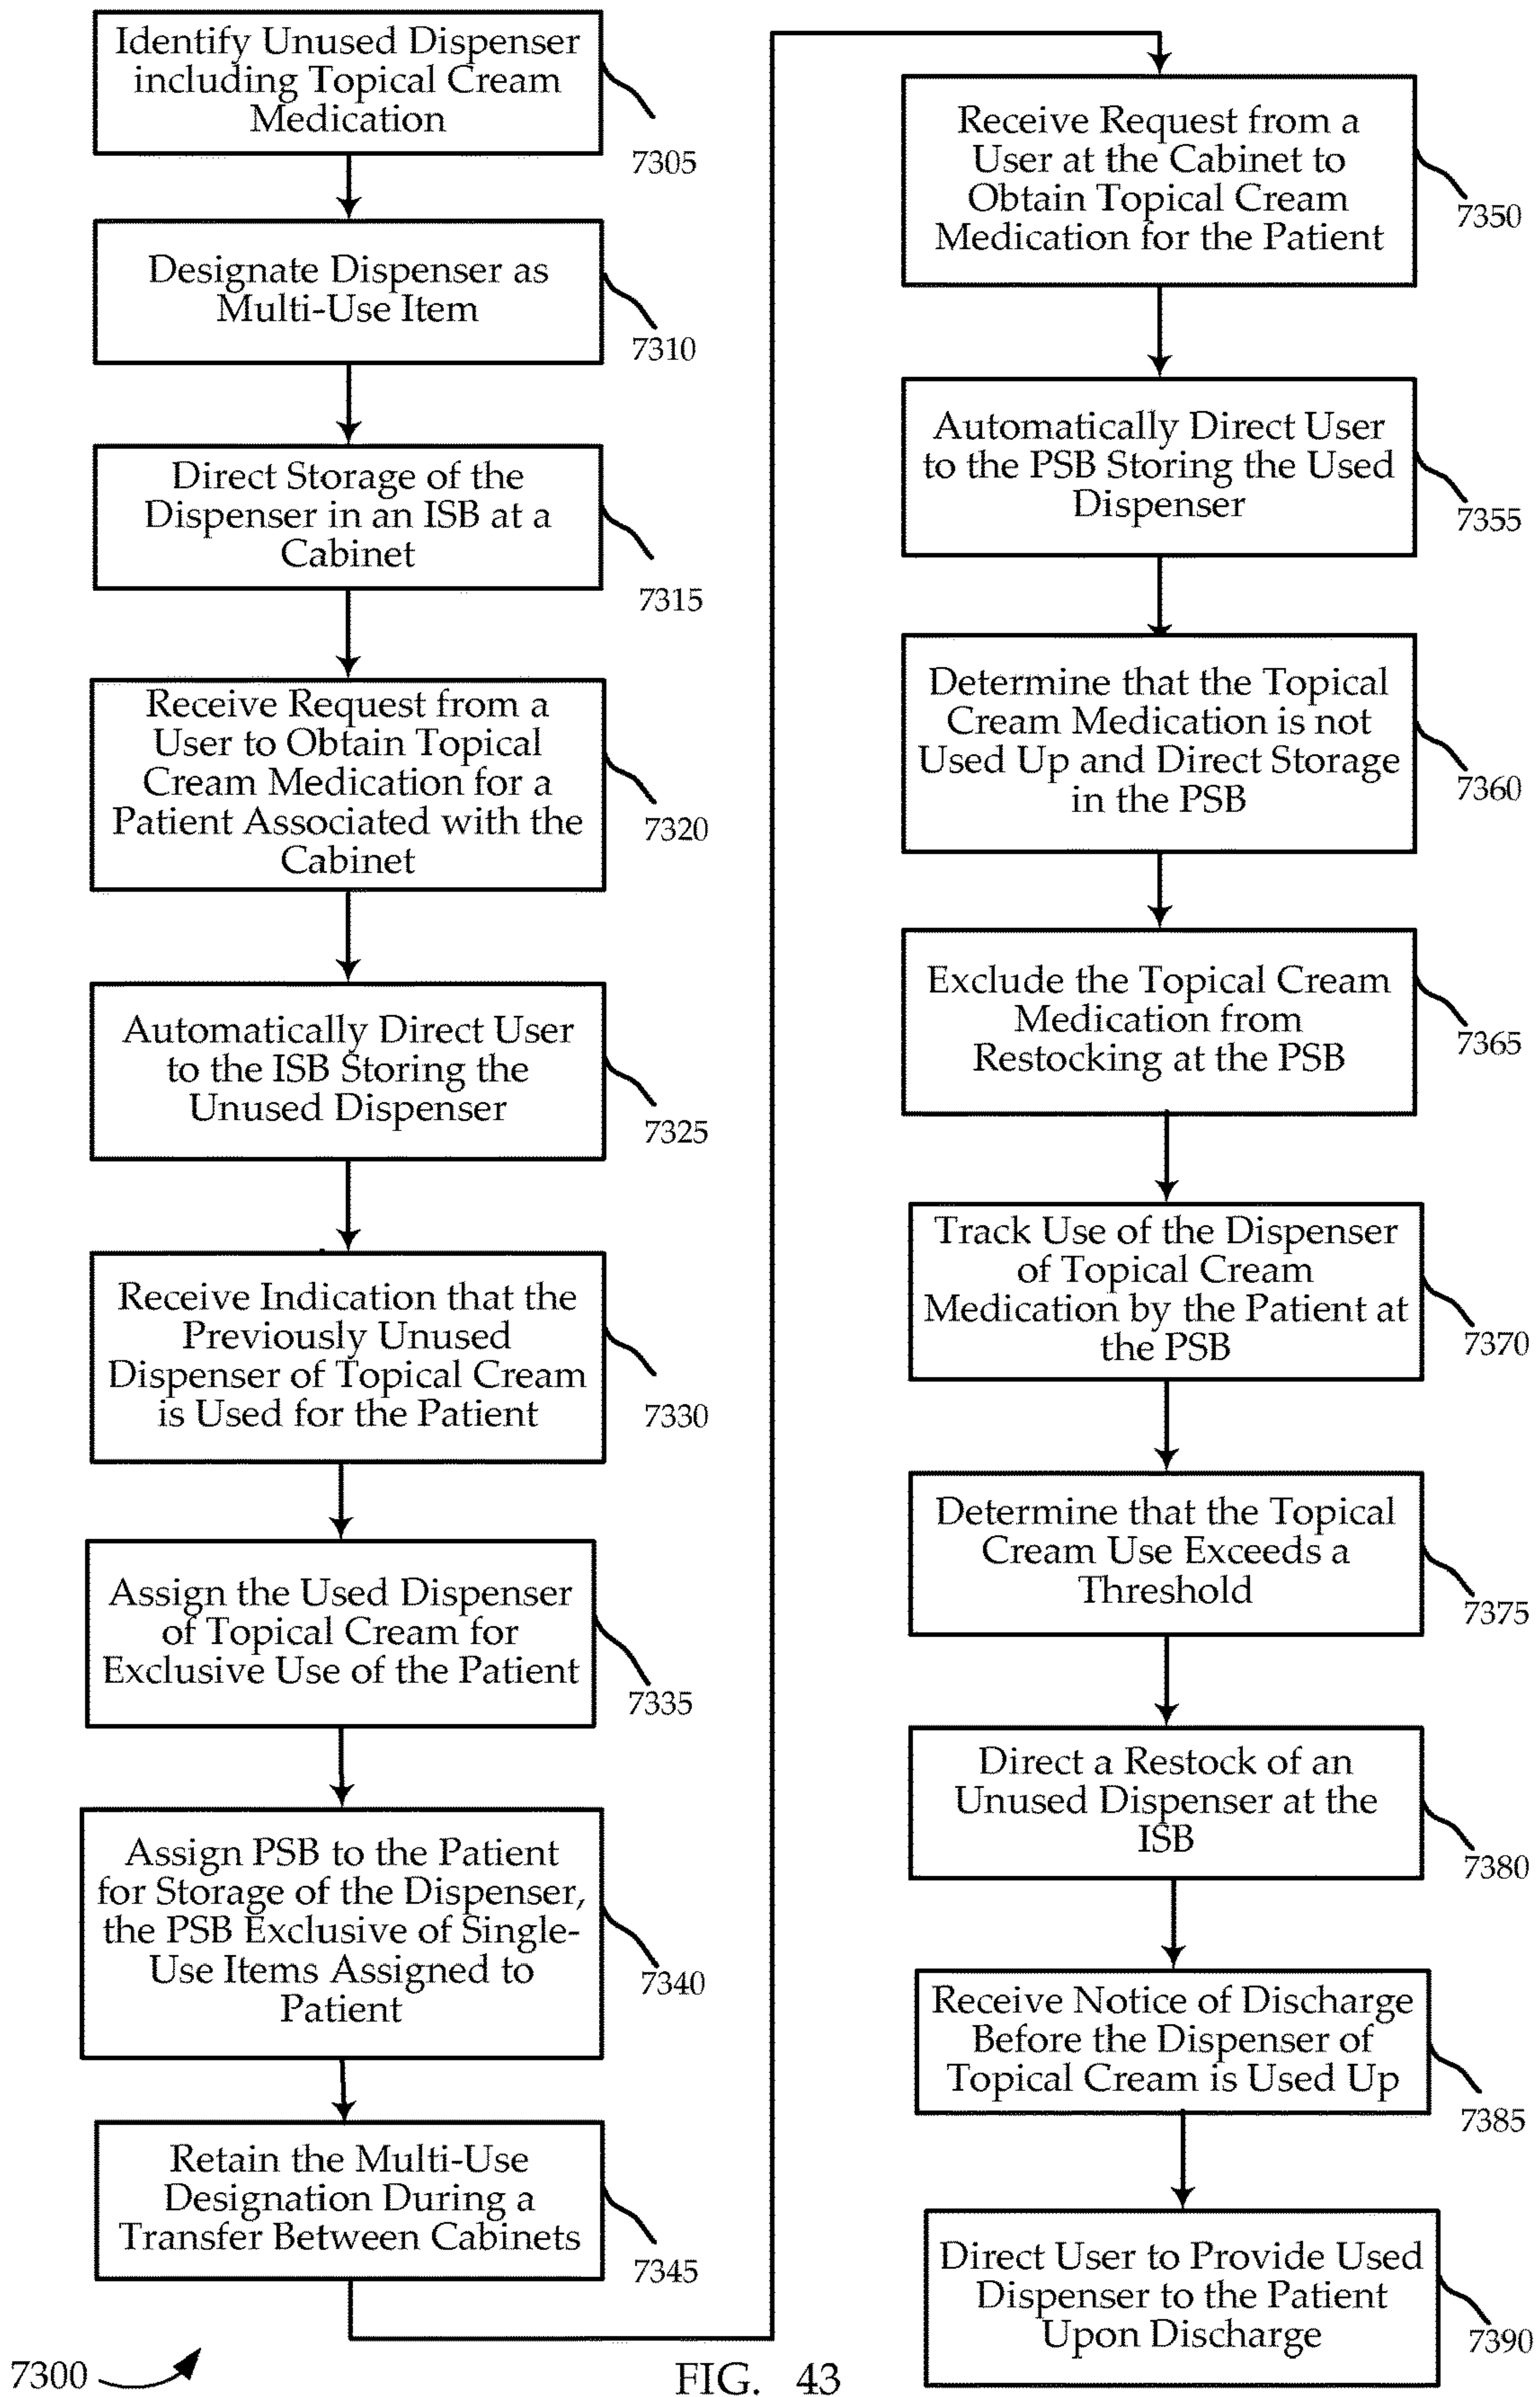 Identify Unused Dispenser
including Topical Cream
Medication
7305
Designate Dispenser as
Multi-Use Item
7310
Direct Storage of the
Dispenser in an ISB at a
Cabinet
7315
Receive Request from a
User to Obtain Topical
Cream Medication for a
Patient Associated with the
Cabinet
7320
Automatically Direct User
to the ISB Storing the
Unused Dispenser
7325
Receive Indication that the
Previously Unused
Dispenser of Topical Cream
is Used for the Patient
7330
Assign the Used Dispenser
of Topical Cream for
Exclusive Use of the Patient
7335
Assign PSB to the Patient
for Storage of the Dispenser,
the PSB Exclusive of Single-
Use Items Assigned to
Patient
7340
Retain the Multi-Use
Designation During a
Transfer Between Cabinets
7345
Receive Request from a
User at the Cabinet to
Obtain Topical Cream
Medication for the Patient
7350
Automatically Direct User
to the PSB Storing the Used
Dispenser
7355
Determine that the Topical
Cream Medication is not
Used Up and Direct Storage
in the PSB
7360
Exclude the Topical Cream
Medication from
Restocking at the PSB
7365
Track Use of the Dispenser
of Topical Cream
Medication by the Patient at
the PSB
7370
Determine that the Topical
Cream Use Exceeds a
Threshold
7375
Direct a Restock of an
Unused Dispenser at the
ISB
7380
Receive Notice of Discharge
Before the Dispenser of
Topical Cream is Used Up
7385
Direct User to Provide Used
Dispenser to the Patient
Upon Discharge
7390
7300
FIG. 43